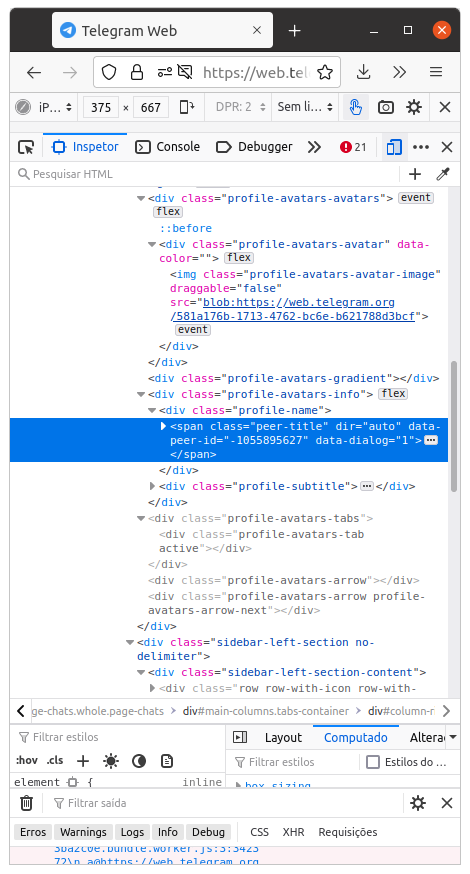 Telegram Web
https://web.tel
iP... 375 × 667 DPR: 2 Sem li...
Inspetor Console Debugger 21
Pesquisar HTML
<div class="profile-avatars-avatars"> event
flex
::before
<div class="profile-avatars-avatar" data-
color=""> flex
<img class="profile-avatars-avatar-image"
draggable="false"
src="blob:https://web.telegram.org
/581a176b-1713-4762-bc6e-b621788d3bcf">
event
</div>
</div>
<div class="profile-avatars-gradient"></div>
<div class="profile-avatars-info"> flex
<div class="profile-name">
<span class="peer-title" dir="auto" data-
peer-id="-1055895627" data-dialog="1">
</span>
</div>
<div class="profile-subtitle"> </div>
</div>
<div class="profile-avatars-tabs">
<div class="profile-avatars-tab
active"></div>
</div>
<div class="profile-avatars-arrow"></div>
<div class="profile-avatars-arrow profile-
avatars-arrow-next"></div>
</div>
<div class="sidebar-left-section no-
delimiter">
<div class="sidebar-left-section-content">
<div class="row row-with-icon row-with-
ge-chats.whole.page-chats div#main-columns.tabs-container div#column-r
Filtrar estilos Layout Computado Alterac
:hov .cls Filtrar estilos Estilos do ...
element { inline box-sizing
Filtrar saída
Erros Warnings Logs Info Debug CSS XHR Requisições
3ba2c0e.bundle.worker.js:3:3423
72\n a@https://web.telegram.org